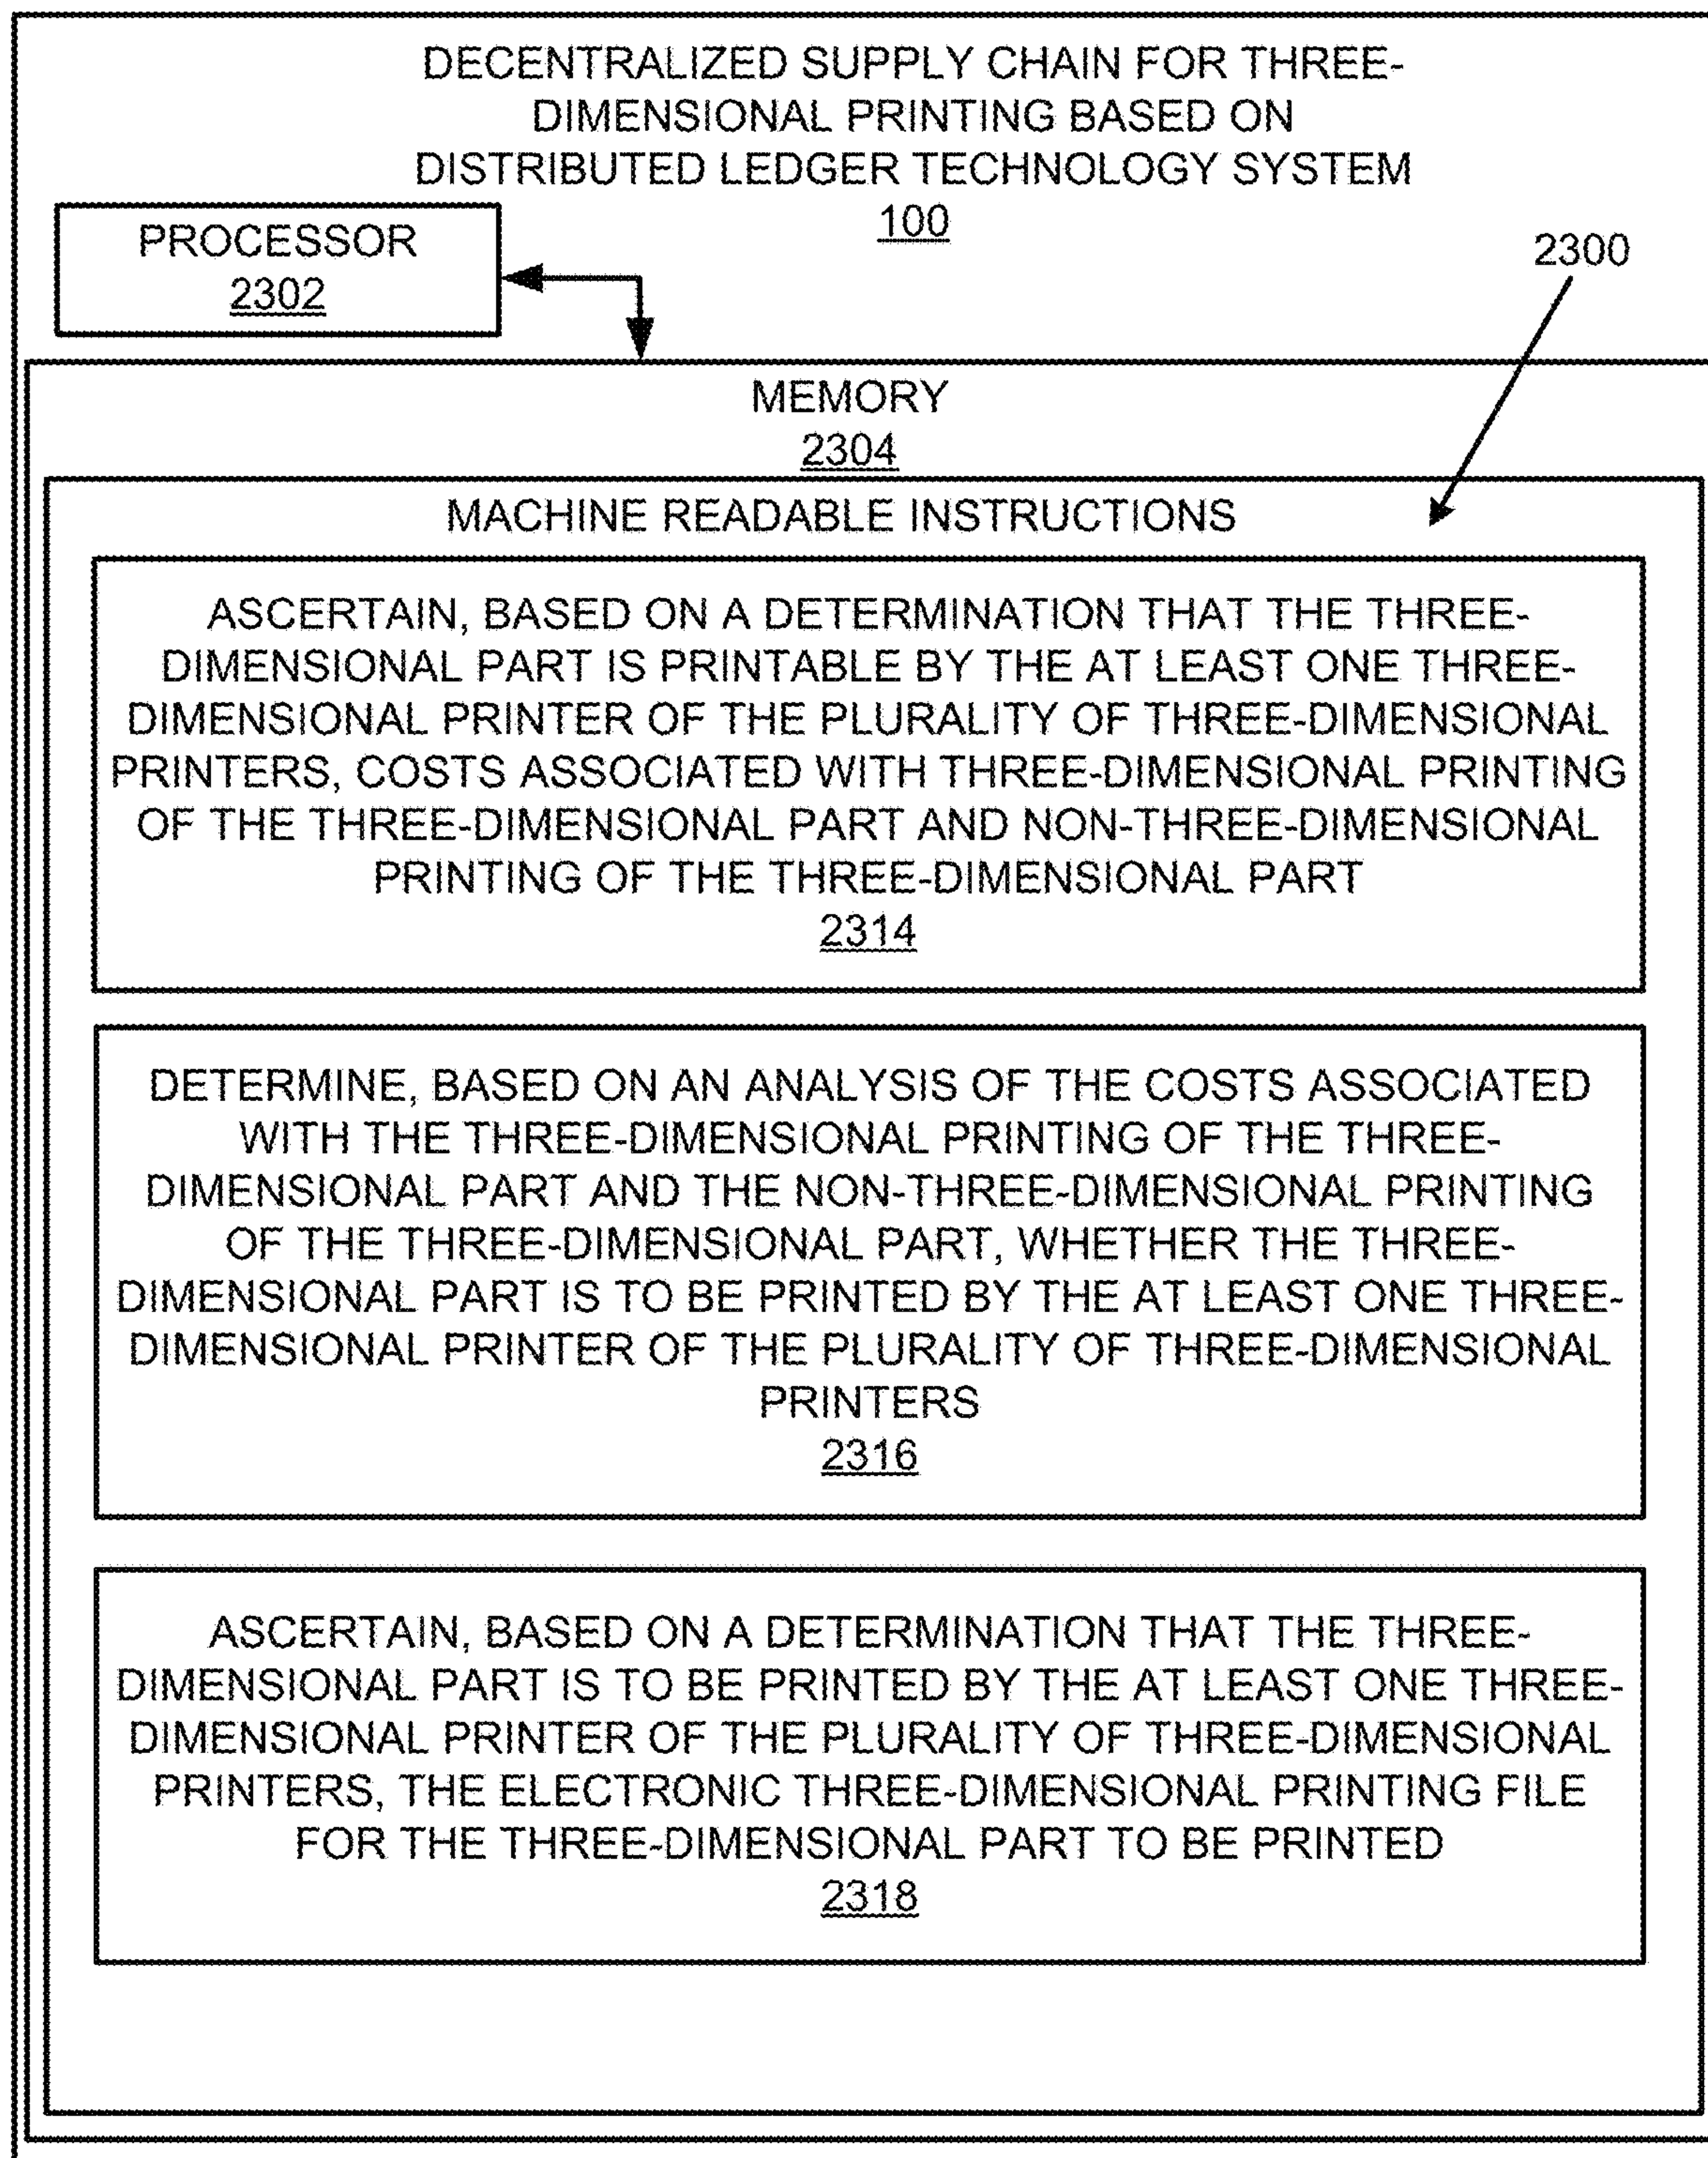 DECENTRALIZED SUPPLY CHAIN FOR THREE-
DIMENSIONAL PRINTING BASED ON
DISTRIBUTED LEDGER TECHNOLOGY SYSTEM
100
PROCESSOR
2302
2300
MEMORY
2304
MACHINE READABLE INSTRUCTIONS
ASCERTAIN, BASED ON A DETERMINATION THAT THE THREE-
DIMENSIONAL PART IS PRINTABLE BY THE AT LEAST ONE THREE-
DIMENSIONAL PRINTER OF THE PLURALITY OF THREE-DIMENSIONAL
PRINTERS, COSTS ASSOCIATED WITH THREE-DIMENSIONAL PRINTING
OF THE THREE-DIMENSIONAL PART AND NON-THREE-DIMENSIONAL
PRINTING OF THE THREE-DIMENSIONAL PART
2314
DETERMINE, BASED ON AN ANALYSIS OF THE COSTS ASSOCIATED
WITH THE THREE-DIMENSIONAL PRINTING OF THE THREE-
DIMENSIONAL PART AND THE NON-THREE-DIMENSIONAL PRINTING
OF THE THREE-DIMENSIONAL PART, WHETHER THE THREE-
DIMENSIONAL PART IS TO BE PRINTED BY THE AT LEAST ONE THREE-
DIMENSIONAL PRINTER OF THE PLURALITY OF THREE-DIMENSIONAL
PRINTERS
2316
ASCERTAIN, BASED ON A DETERMINATION THAT THE THREE-
DIMENSIONAL PART IS TO BE PRINTED BY THE AT LEAST ONE THREE-
DIMENSIONAL PRINTER OF THE PLURALITY OF THREE-DIMENSIONAL
PRINTERS, THE ELECTRONIC THREE-DIMENSIONAL PRINTING FILE
FOR THE THREE-DIMENSIONAL PART TO BE PRINTED
2318